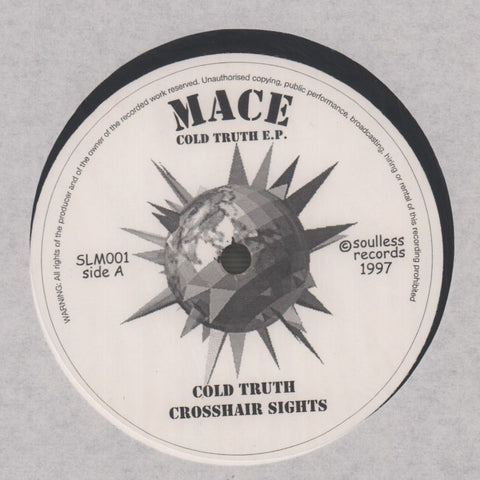 WARNING: All rights of the producer and of the owner of the recorded work reserved. Unauthorised copying, public performance, broadcasting, hiring or rental of this recording prohibited
MACE
COLD TRUTH E.P.
SLM001
side A
©soulless
records
1997
COLD TRUTH
CROSSHAIR SIGHTS